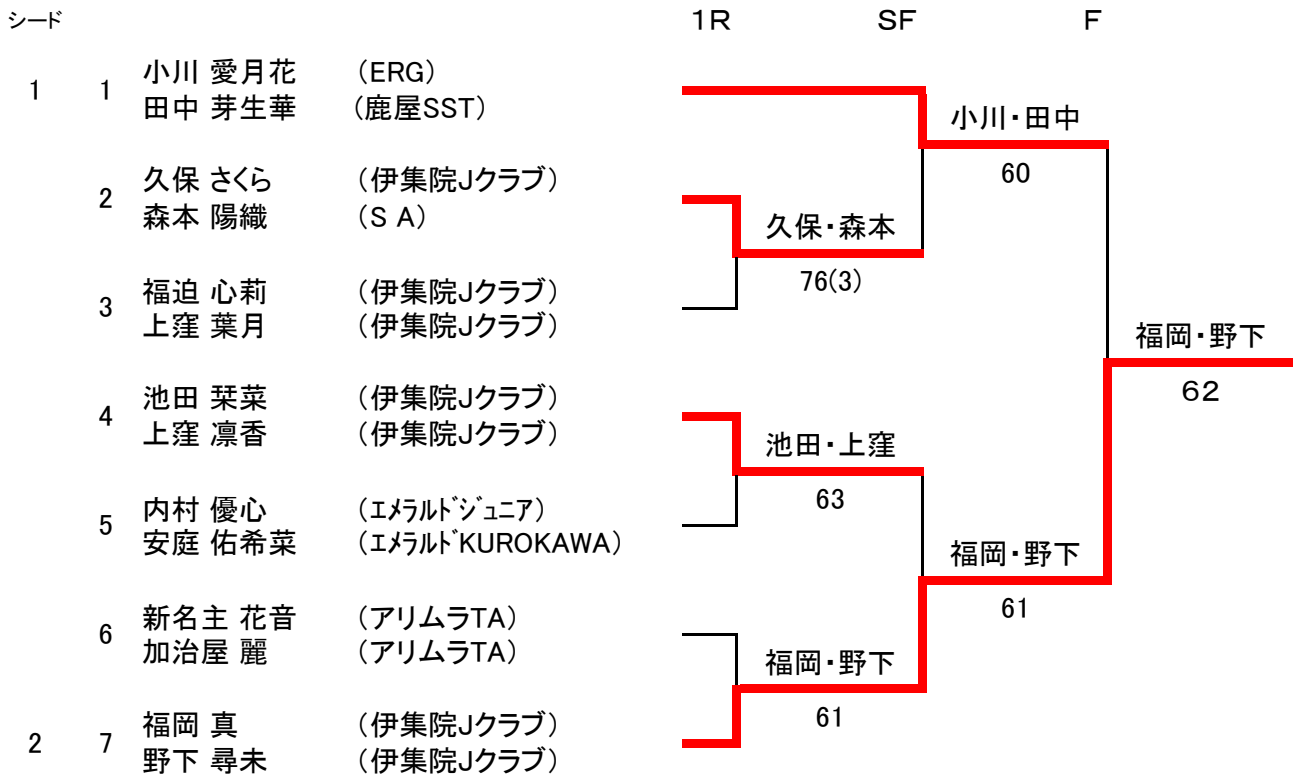 シード 1R SF F
1 1 小川 愛月花 (ERG)
田中 芽生華 (鹿屋SST)
小川・田中
60
2 久保 さくら (伊集院Jクラブ)
森本 陽織 (S A)
久保・森本
76(3)
3 福迫 心莉 (伊集院Jクラブ)
上窪 葉月 (伊集院Jクラブ)
福岡・野下
62
4 池田 栞菜 (伊集院Jクラブ)
上窪 凛香 (伊集院Jクラブ)
池田・上窪
63
5 内村 優心 (エメラルドジュニア)
安庭 佑希菜 (エメラルドKUROKAWA)
福岡・野下
61
6 新名主 花音 (アリムラTA)
加治屋 麗 (アリムラTA)
福岡・野下
61
2 7 福岡 真 (伊集院Jクラブ)
野下 尋未 (伊集院Jクラブ)